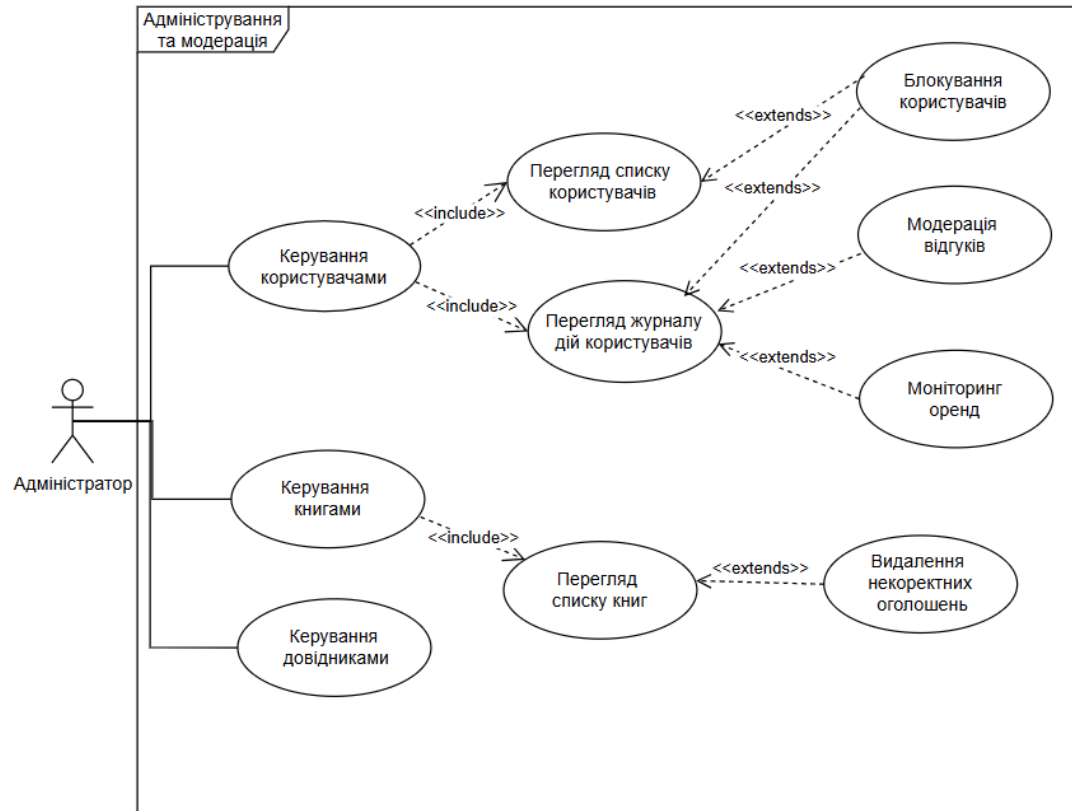 Адміністрування
та модерація
Блокування
користувачів
<<extends>>
Перегляд списку
користувачів
<<extends>>
<<include>>
Модерація
відгуків
Керування
користувачами
<<extends>>
<<include>>
Перегляд журналу
дій користувачів
<<extends>>
Моніторинг
оренд
Адміністратор
Керування
книгами
<<include>>
Перегляд
списку книг
<<extends>>
Видалення
некоректних
оголошень
Керування
довідниками